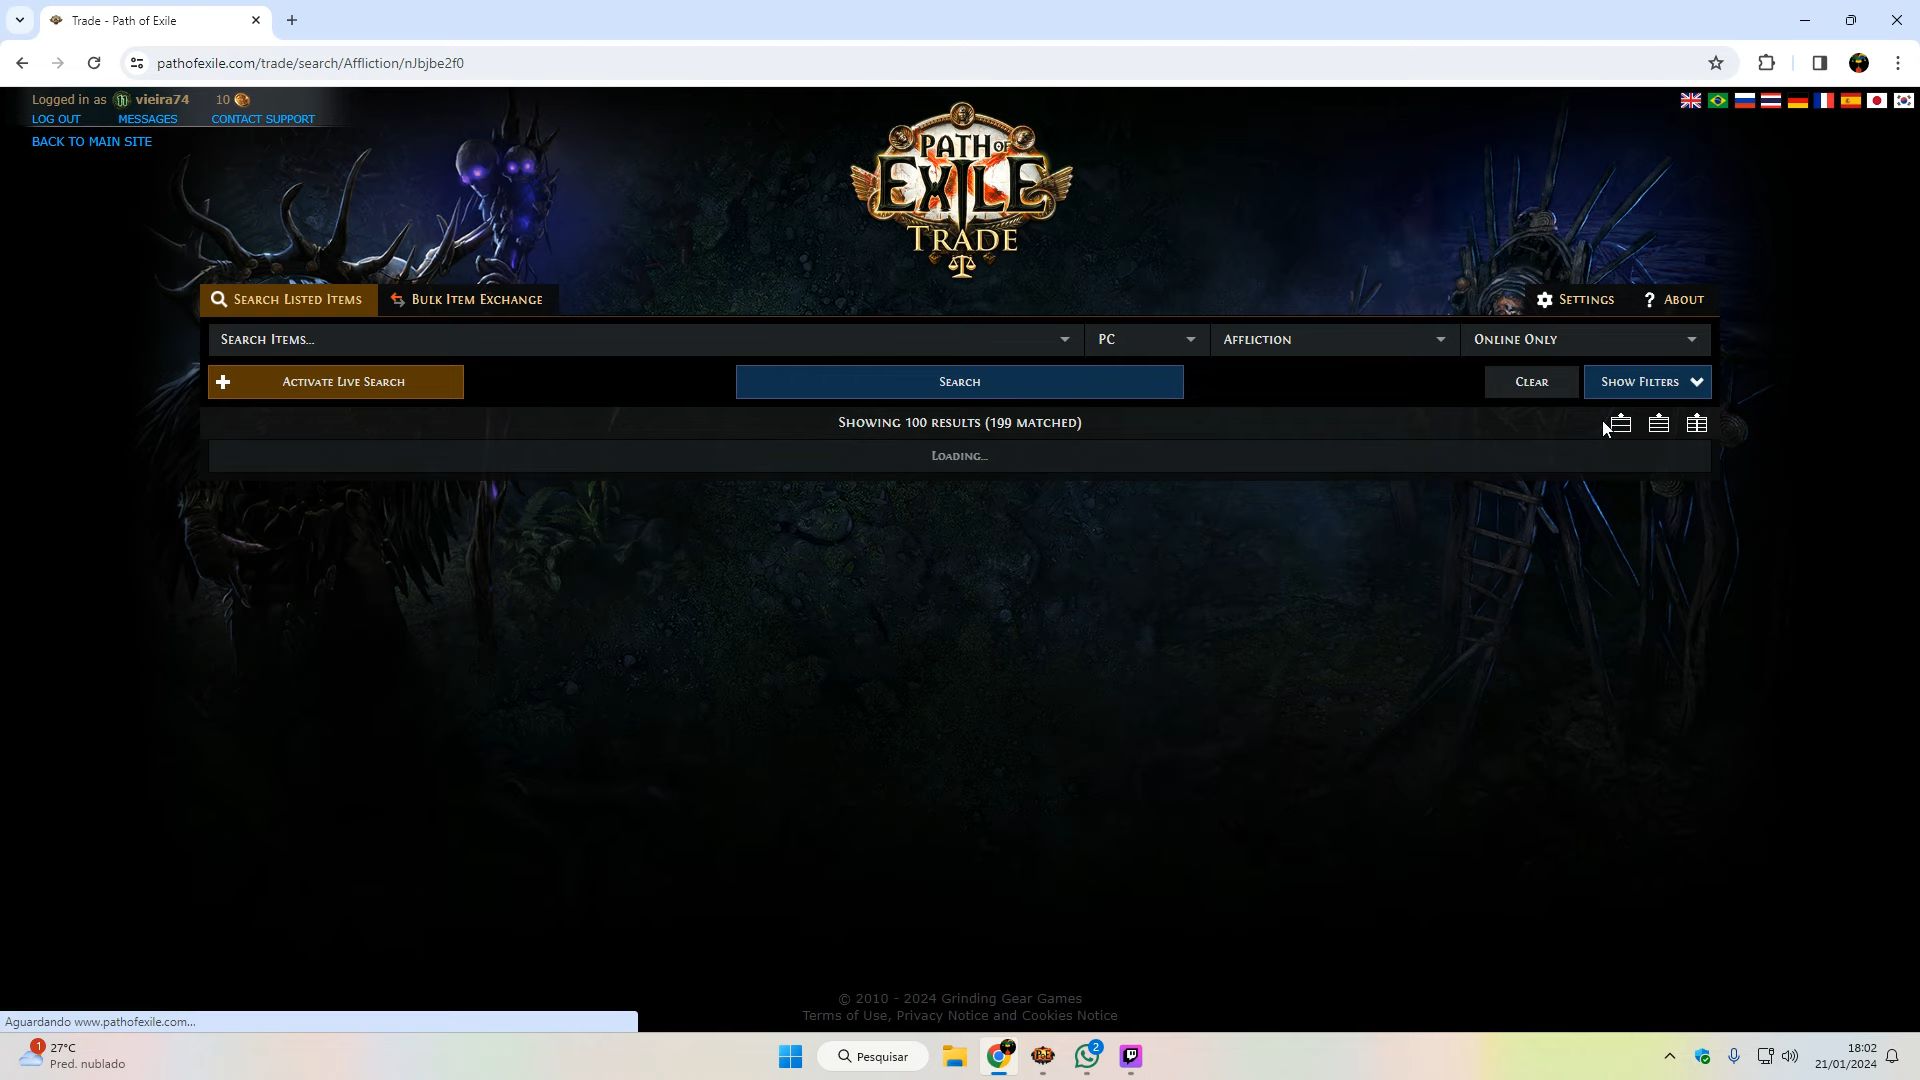 Trade - Path of Exile
pathofexile.com/trade/search/Affliction/nJbjbe2f0
Logged in as vieira74 10
LOG OUT MESSAGES CONTACT SUPPORT
BACK TO MAIN SITE
PATH OF
EXILE
TRADE
Search Listed Items Bulk Item Exchange Settings ? About
Search Items... PC Affliction Online Only
Activate Live Search Search Clear Show Filters
Showing 100 results (199 matched)
Loading...
© 2010 - 2024 Grinding Gear Games
Terms of Use, Privacy Notice and Cookies Notice
Aguardando www.pathofexile.com...
1 27°C
Pred. nublado
Pesquisar
PoE
2
18:02
21/01/2024